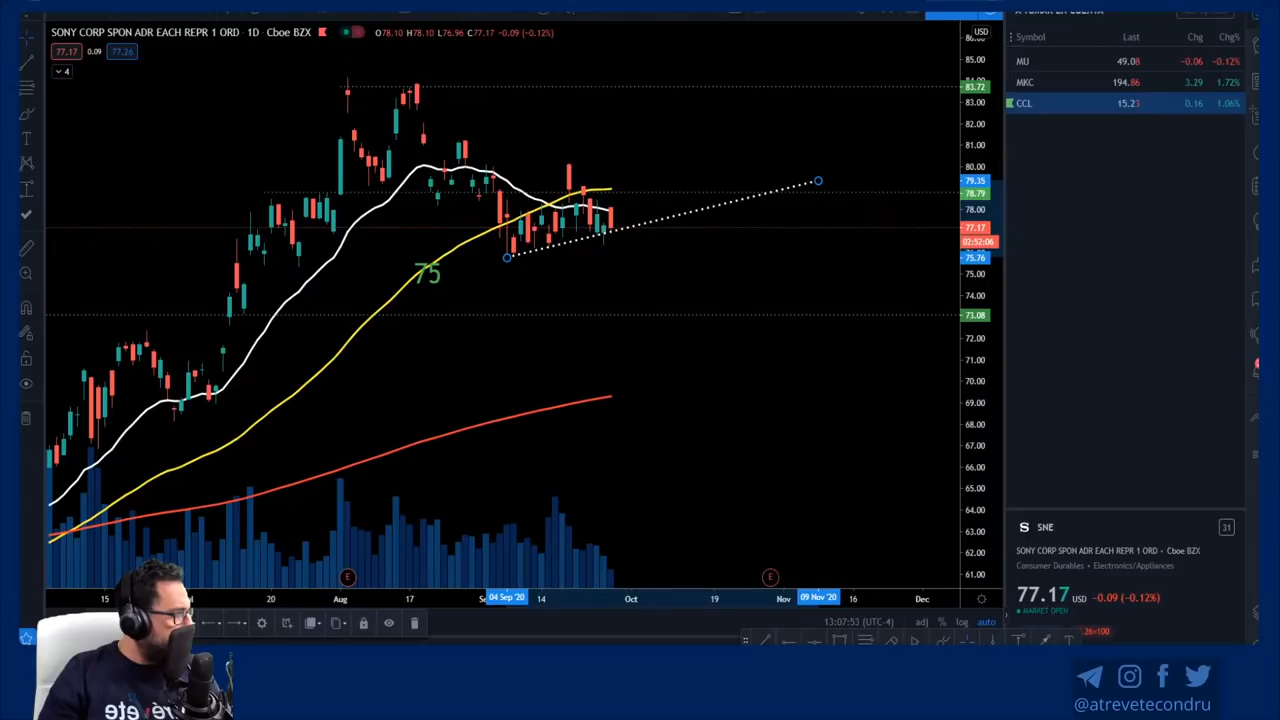 SONY CORP SPON ADR EACH REPR 1 ORD · 1D · Cboe BZX O78.10 H78.10 L76.96 C77.17 -0.09 (-0.12%)
77.17 0.09 77.26
4
USD
85.00
84.00
83.72
83.00
82.00
81.00
80.00
79.35
78.79
78.00
77.17
02:52:06
75.76
75.00
74.00
73.08
72.00
71.00
70.00
69.00
68.00
67.00
66.00
65.00
64.00
63.00
62.00
61.00
75
E
E
15
20
Aug
17
04 Sep '20
14
Oct
19
Nov
09 Nov '20
16
Dec
13:07:53 (UTC-4) adj % log auto
Symbol Last Chg Chg%
MU 49.08 −0.06 −0.12%
MKC 194.86 3.29 1.72%
CCL 15.23 0.16 1.06%
S SNE 31
SONY CORP SPON ADR EACH REPR 1 ORD • Cboe BZX
Consumer Durables • Electronics/Appliances
77.17 USD −0.09 (−0.12%)
MARKET OPEN
.26×100
@atrevetecondru